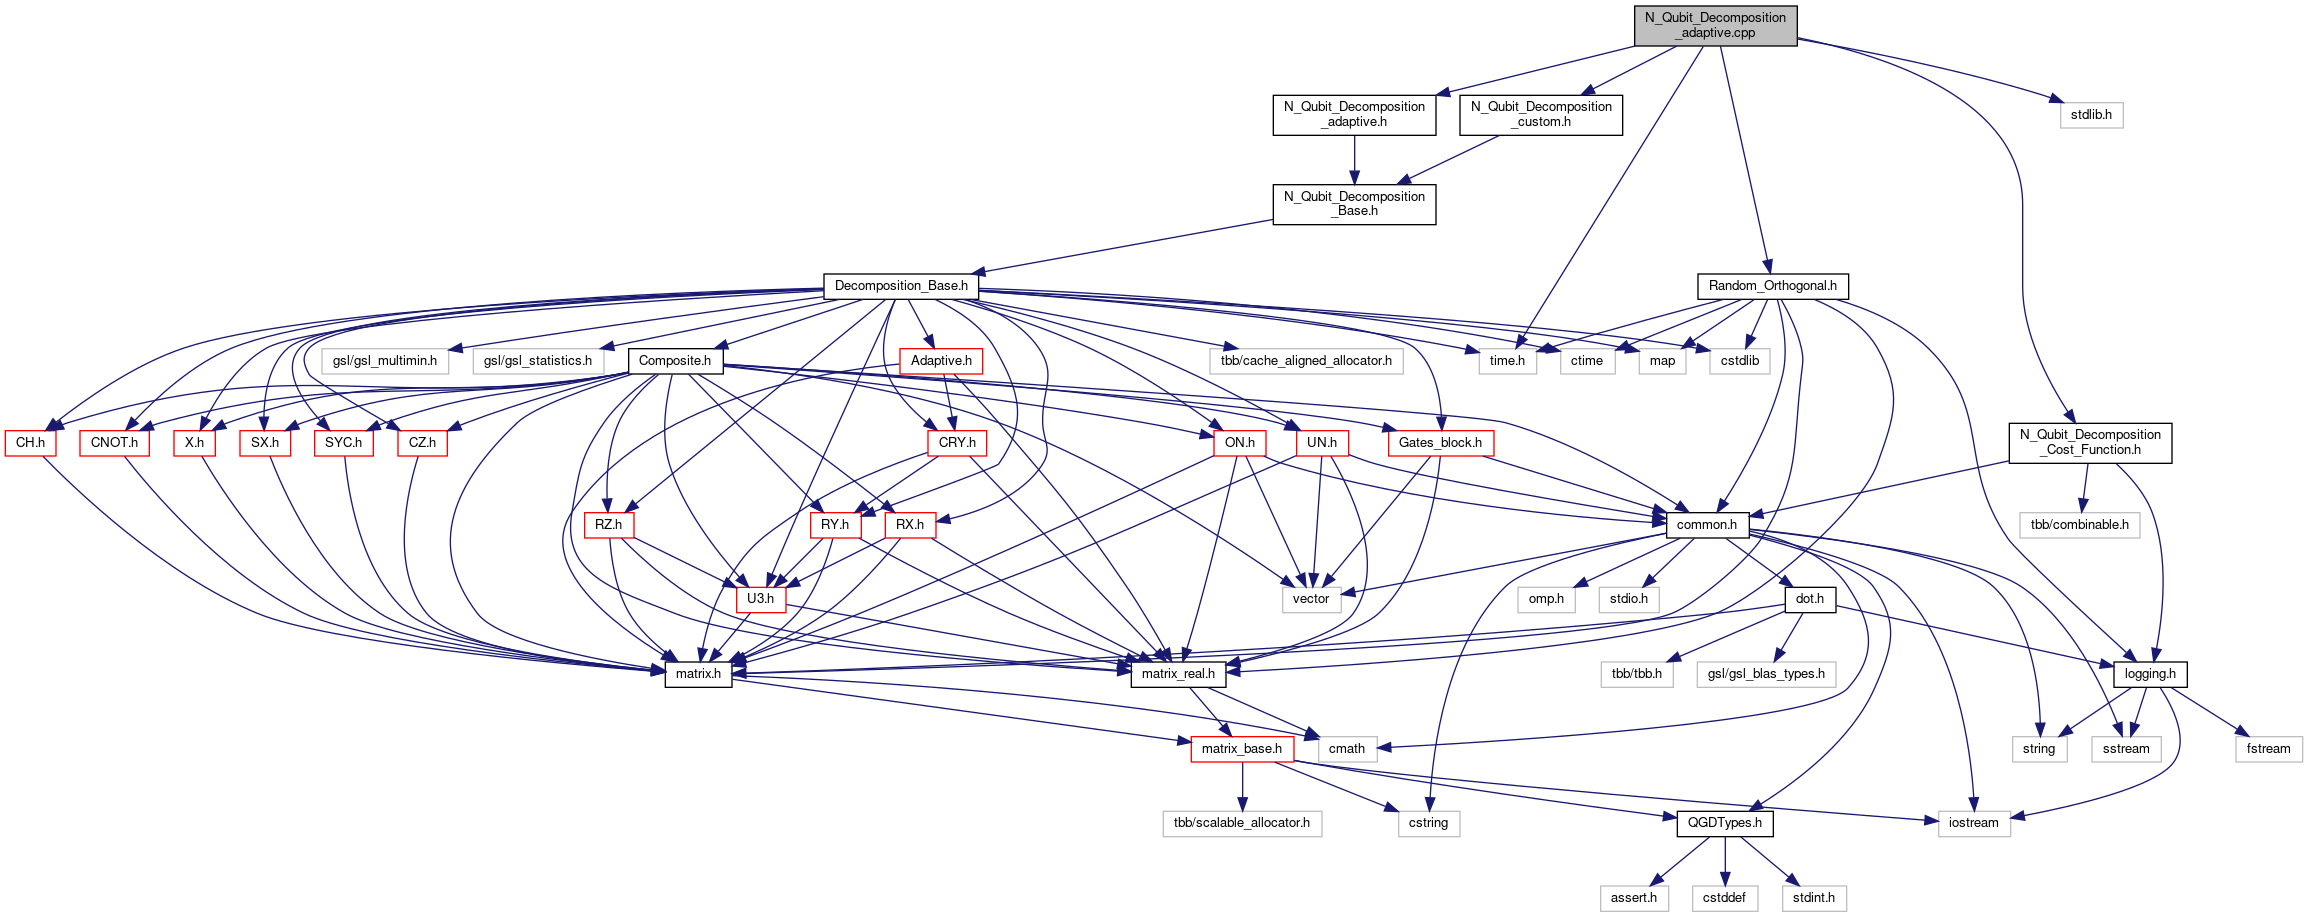 N_Qubit_Decomposition
_adaptive.cpp
N_Qubit_Decomposition
_adaptive.h
N_Qubit_Decomposition
_custom.h
stdlib.h
N_Qubit_Decomposition
_Base.h
Decomposition_Base.h
Random_Orthogonal.h
gsl/gsl_multimin.h
gsl/gsl_statistics.h
Composite.h
Adaptive.h
tbb/cache_aligned_allocator.h
time.h
ctime
map
cstdlib
CH.h
CNOT.h
X.h
SX.h
SYC.h
CZ.h
CRY.h
ON.h
UN.h
Gates_block.h
N_Qubit_Decomposition
_Cost_Function.h
RZ.h
RY.h
RX.h
common.h
tbb/combinable.h
U3.h
vector
omp.h
stdio.h
dot.h
matrix.h
matrix_real.h
tbb/tbb.h
gsl/gsl_blas_types.h
logging.h
matrix_base.h
cmath
string
sstream
fstream
tbb/scalable_allocator.h
cstring
QGDTypes.h
iostream
assert.h
cstddef
stdint.h